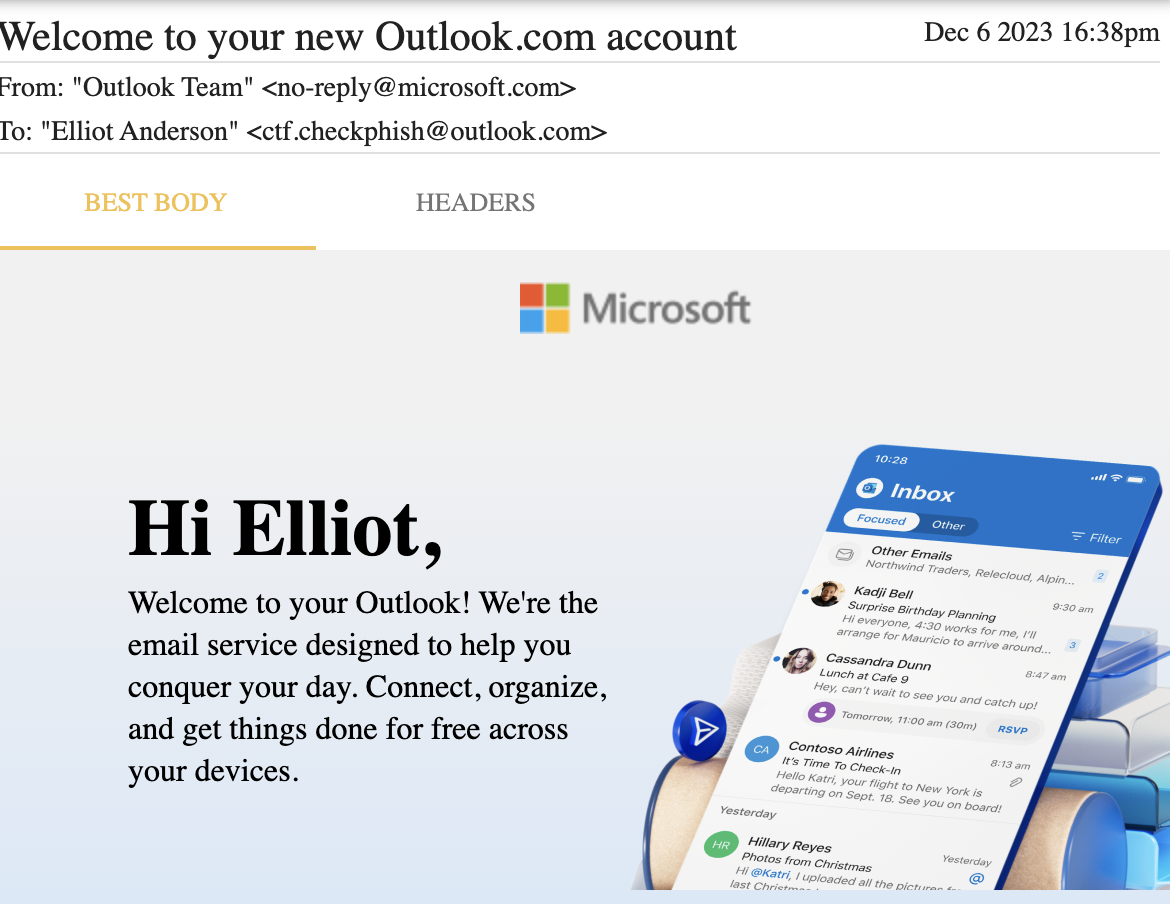 Welcome to your new Outlook.com account
Dec 6 2023 16:38pm
From: "Outlook Team" <no-reply@microsoft.com>
To: "Elliot Anderson" <ctf.checkphish@outlook.com>
BEST BODY
HEADERS
Microsoft
Hi Elliot,
Welcome to your Outlook! We're the
email service designed to help you
conquer your day. Connect, organize,
and get things done for free across
your devices.
10:28
Inbox
Focused
Other
Filter
Other Emails
Northwind Traders, Relecloud, Alpin...
2
Kadji Bell
9:30 am
Surprise Birthday Planning
Hi everyone, 4:30 works for me, I'll
arrange for Mauricio to arrive around...
3
Cassandra Dunn
8:47 am
Lunch at Cafe 9
Hey, can't wait to see you and catch up!
Tomorrow, 11:00 am (30m)
RSVP
CA
Contoso Airlines
8:13 am
It's Time To Check-In
Hello Katri, your flight to New York is
departing on Sept. 18. See you on board!
Yesterday
HR
Hillary Reyes
Yesterday
Photos from Christmas
@
Hi @Katri, I uploaded all the pictures
last Christmas